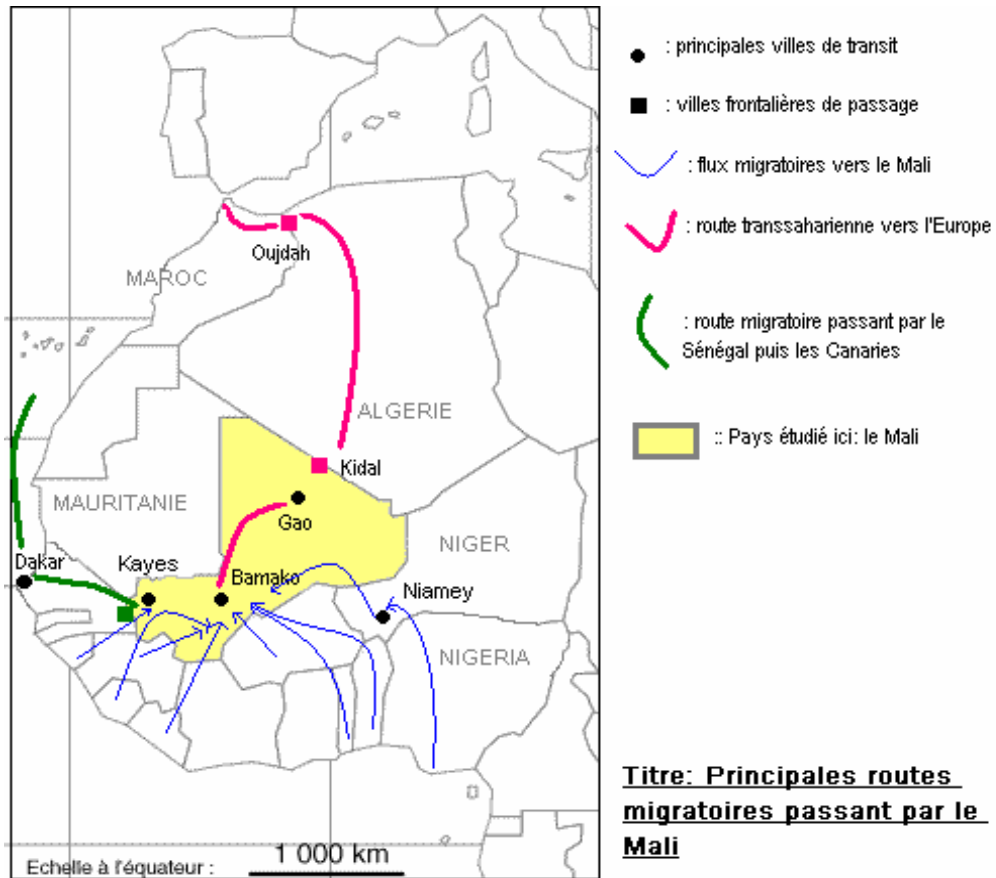 Oujdah
MAROC
ALGERIE
Kidal
MAURITANIE
Gao
NIGER
Dakar
Kayes
Bamako
Niamey
NIGERIA
Echelle à l'équateur :
1 000 km
: principales villes de transit
: villes frontalières de passage
: flux migratoires vers le Mali
: route transsaharienne vers l'Europe
: route migratoire passant par le
Sénégal puis les Canaries
:: Pays étudié ici: le Mali
Titre: Principales routes
migratoires passant par le
Mali